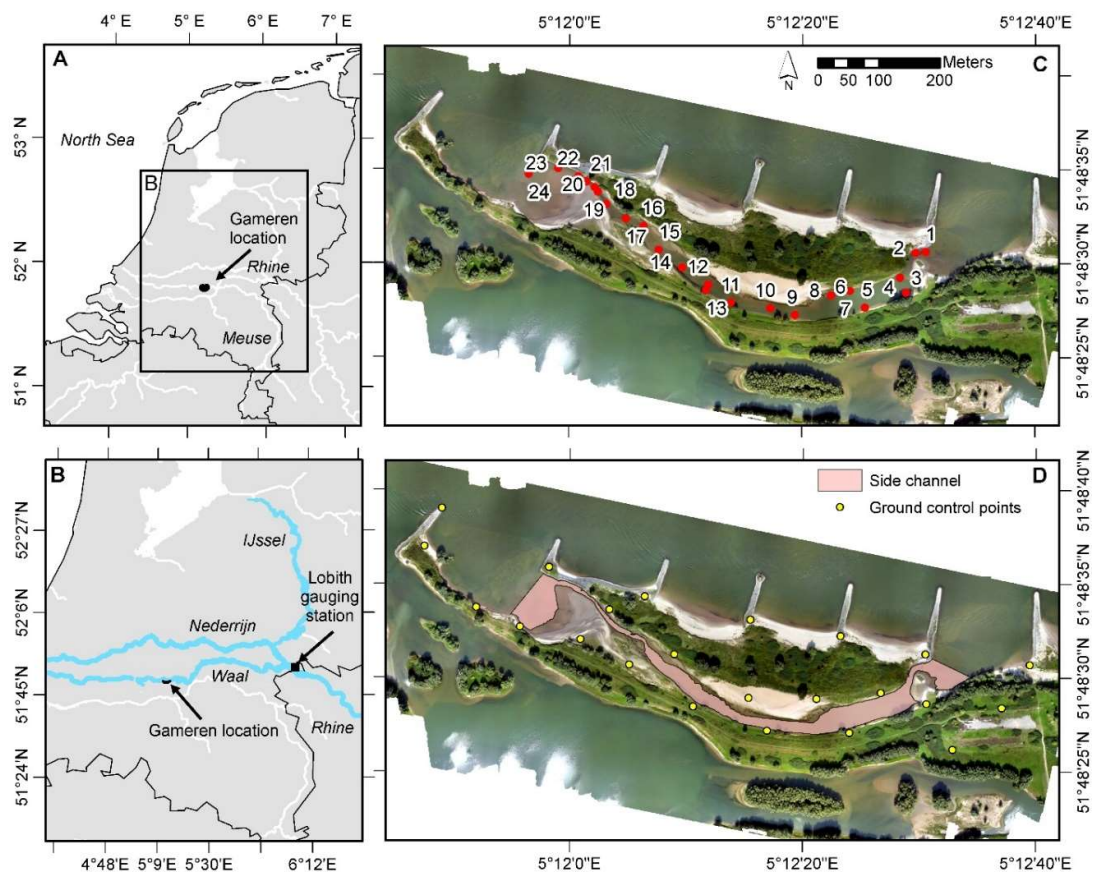 4° E
5° E
6° E
7° E
A
53° N
52° N
51° N
North Sea
B
Gameren
location
Rhine
Meuse
5°12'0"E
5°12'20"E
5°12'40"E
C
N
Meters
0
50
100
200
51°48'35"N
51°48'30"N
51°48'25"N
23
22
21
24
20
18
19
16
17
15
14
12
11
13
10
9
8
6
7
5
4
3
2
1
B
52°27'N
52°6'N
51°45'N
51°24'N
IJssel
Lobith
gauging
station
Nederrijn
Waal
Gameren location
Rhine
4°48'E
5°9'E
5°30'E
6°12'E
D
Side channel
Ground control points
51°48'40"N
51°48'35"N
51°48'30"N
51°48'25"N
5°12'0"E
5°12'20"E
5°12'40"E